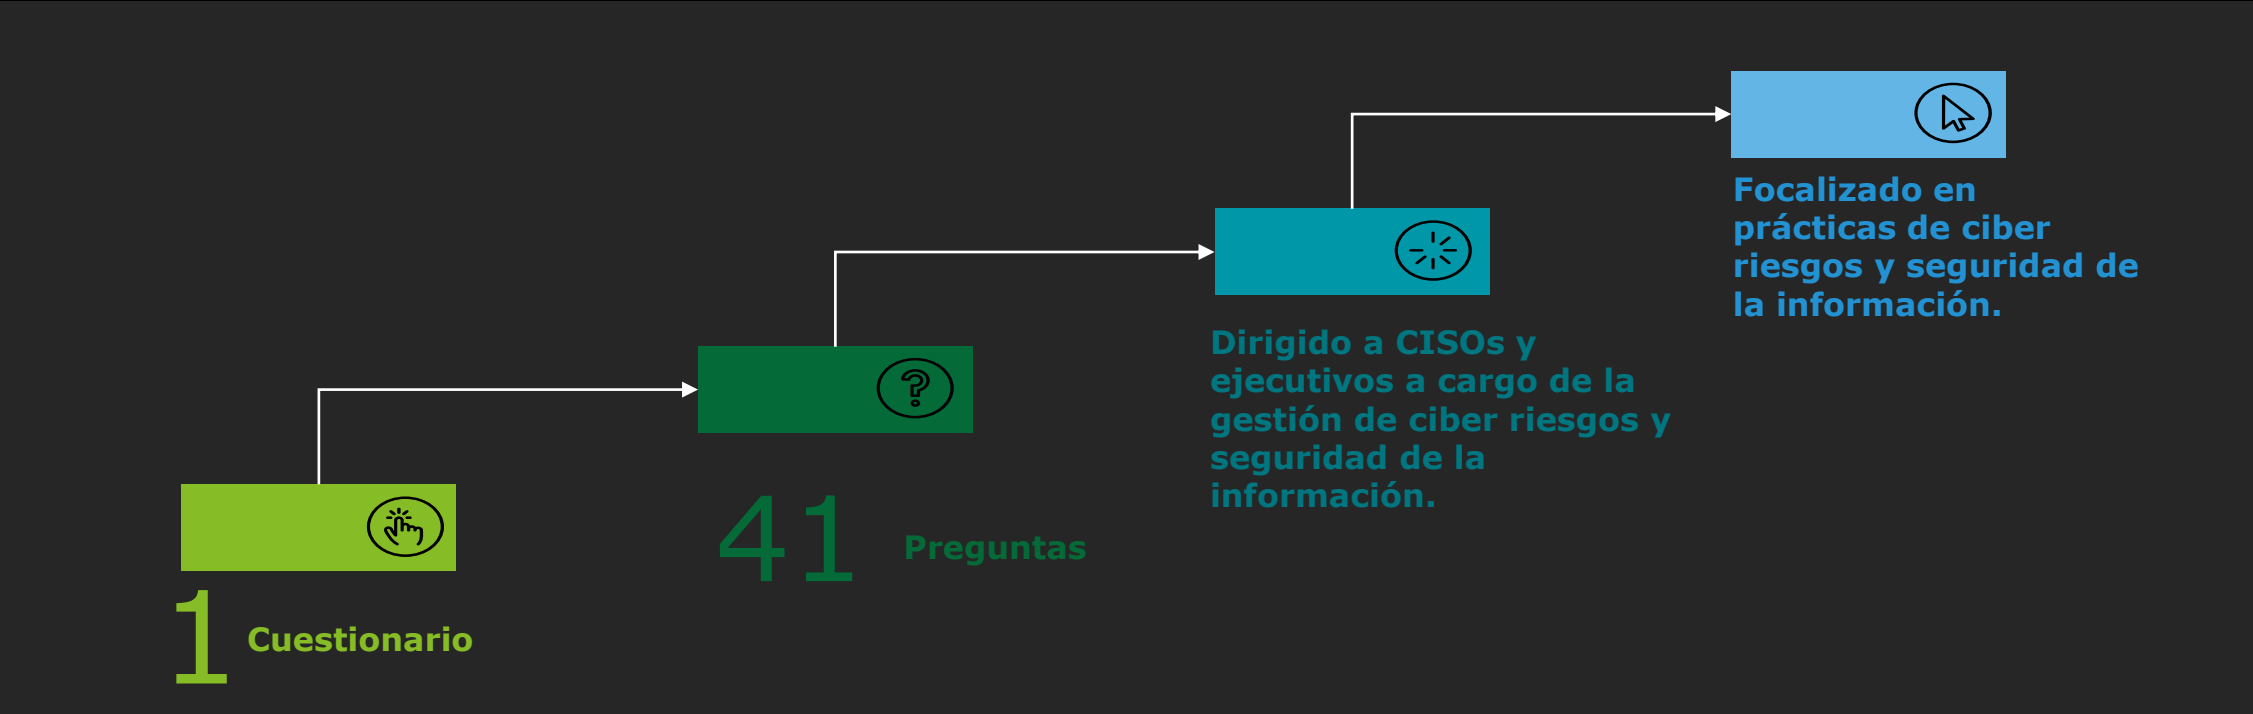 1 Cuestionario
41 Preguntas
Dirigido a CISOs y
ejecutivos a cargo de la
gestión de ciber riesgos y
seguridad de la
información.
Focalizado en
prácticas de ciber
riesgos y seguridad de
la información.